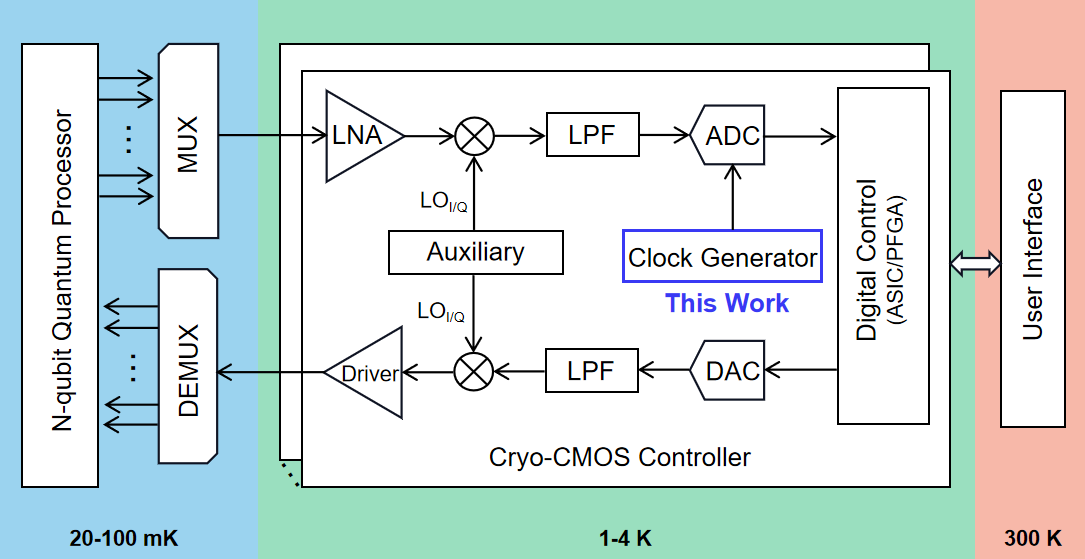 N-qubit Quantum Processor
MUX
DEMUX
LNA
LPF
ADC
LO_I/Q
Auxiliary
Clock Generator
This Work
LO_I/Q
Driver
LPF
DAC
Digital Control
(ASIC/PFGA)
User Interface
Cryo-CMOS Controller
20-100 mK
1-4 K
300 K